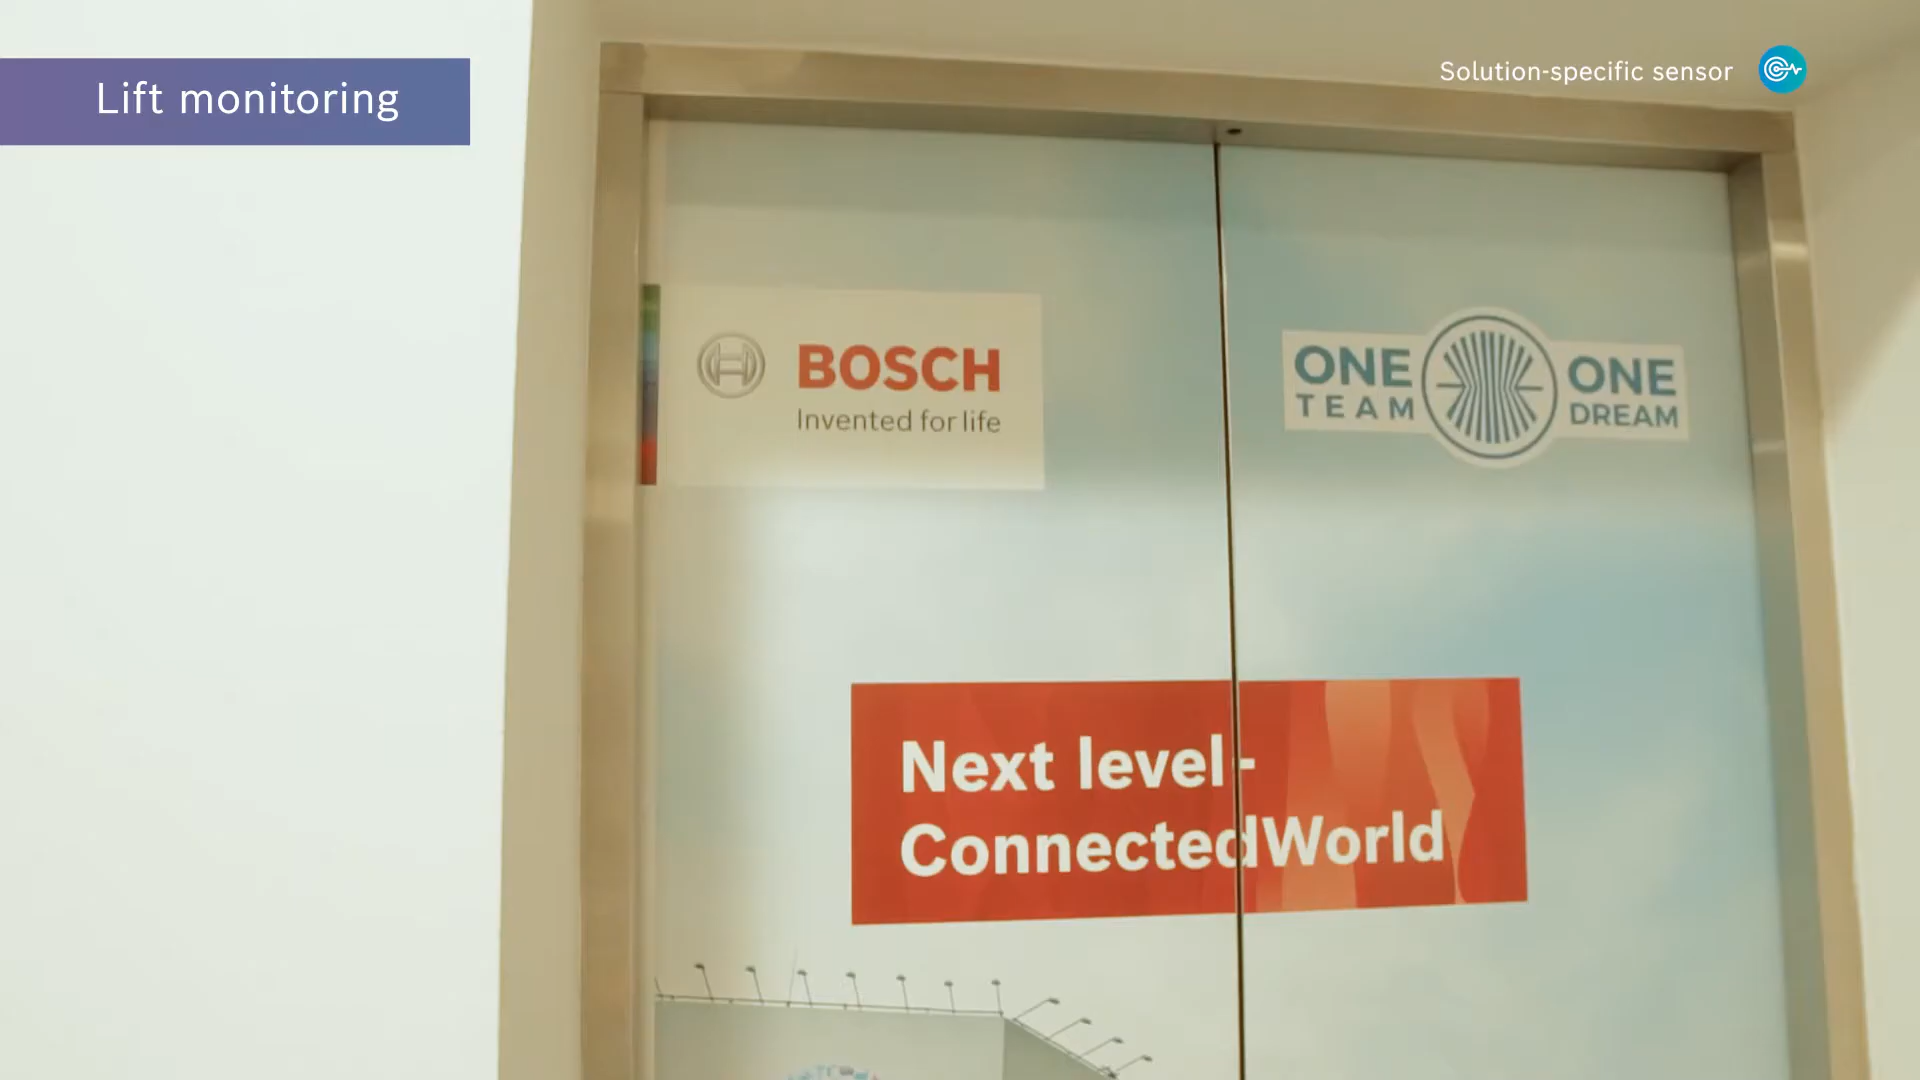 Lift monitoring
Solution-specific sensor
BOSCH
Invented for life
ONE TEAM
ONE DREAM
Next level-
ConnectedWorld